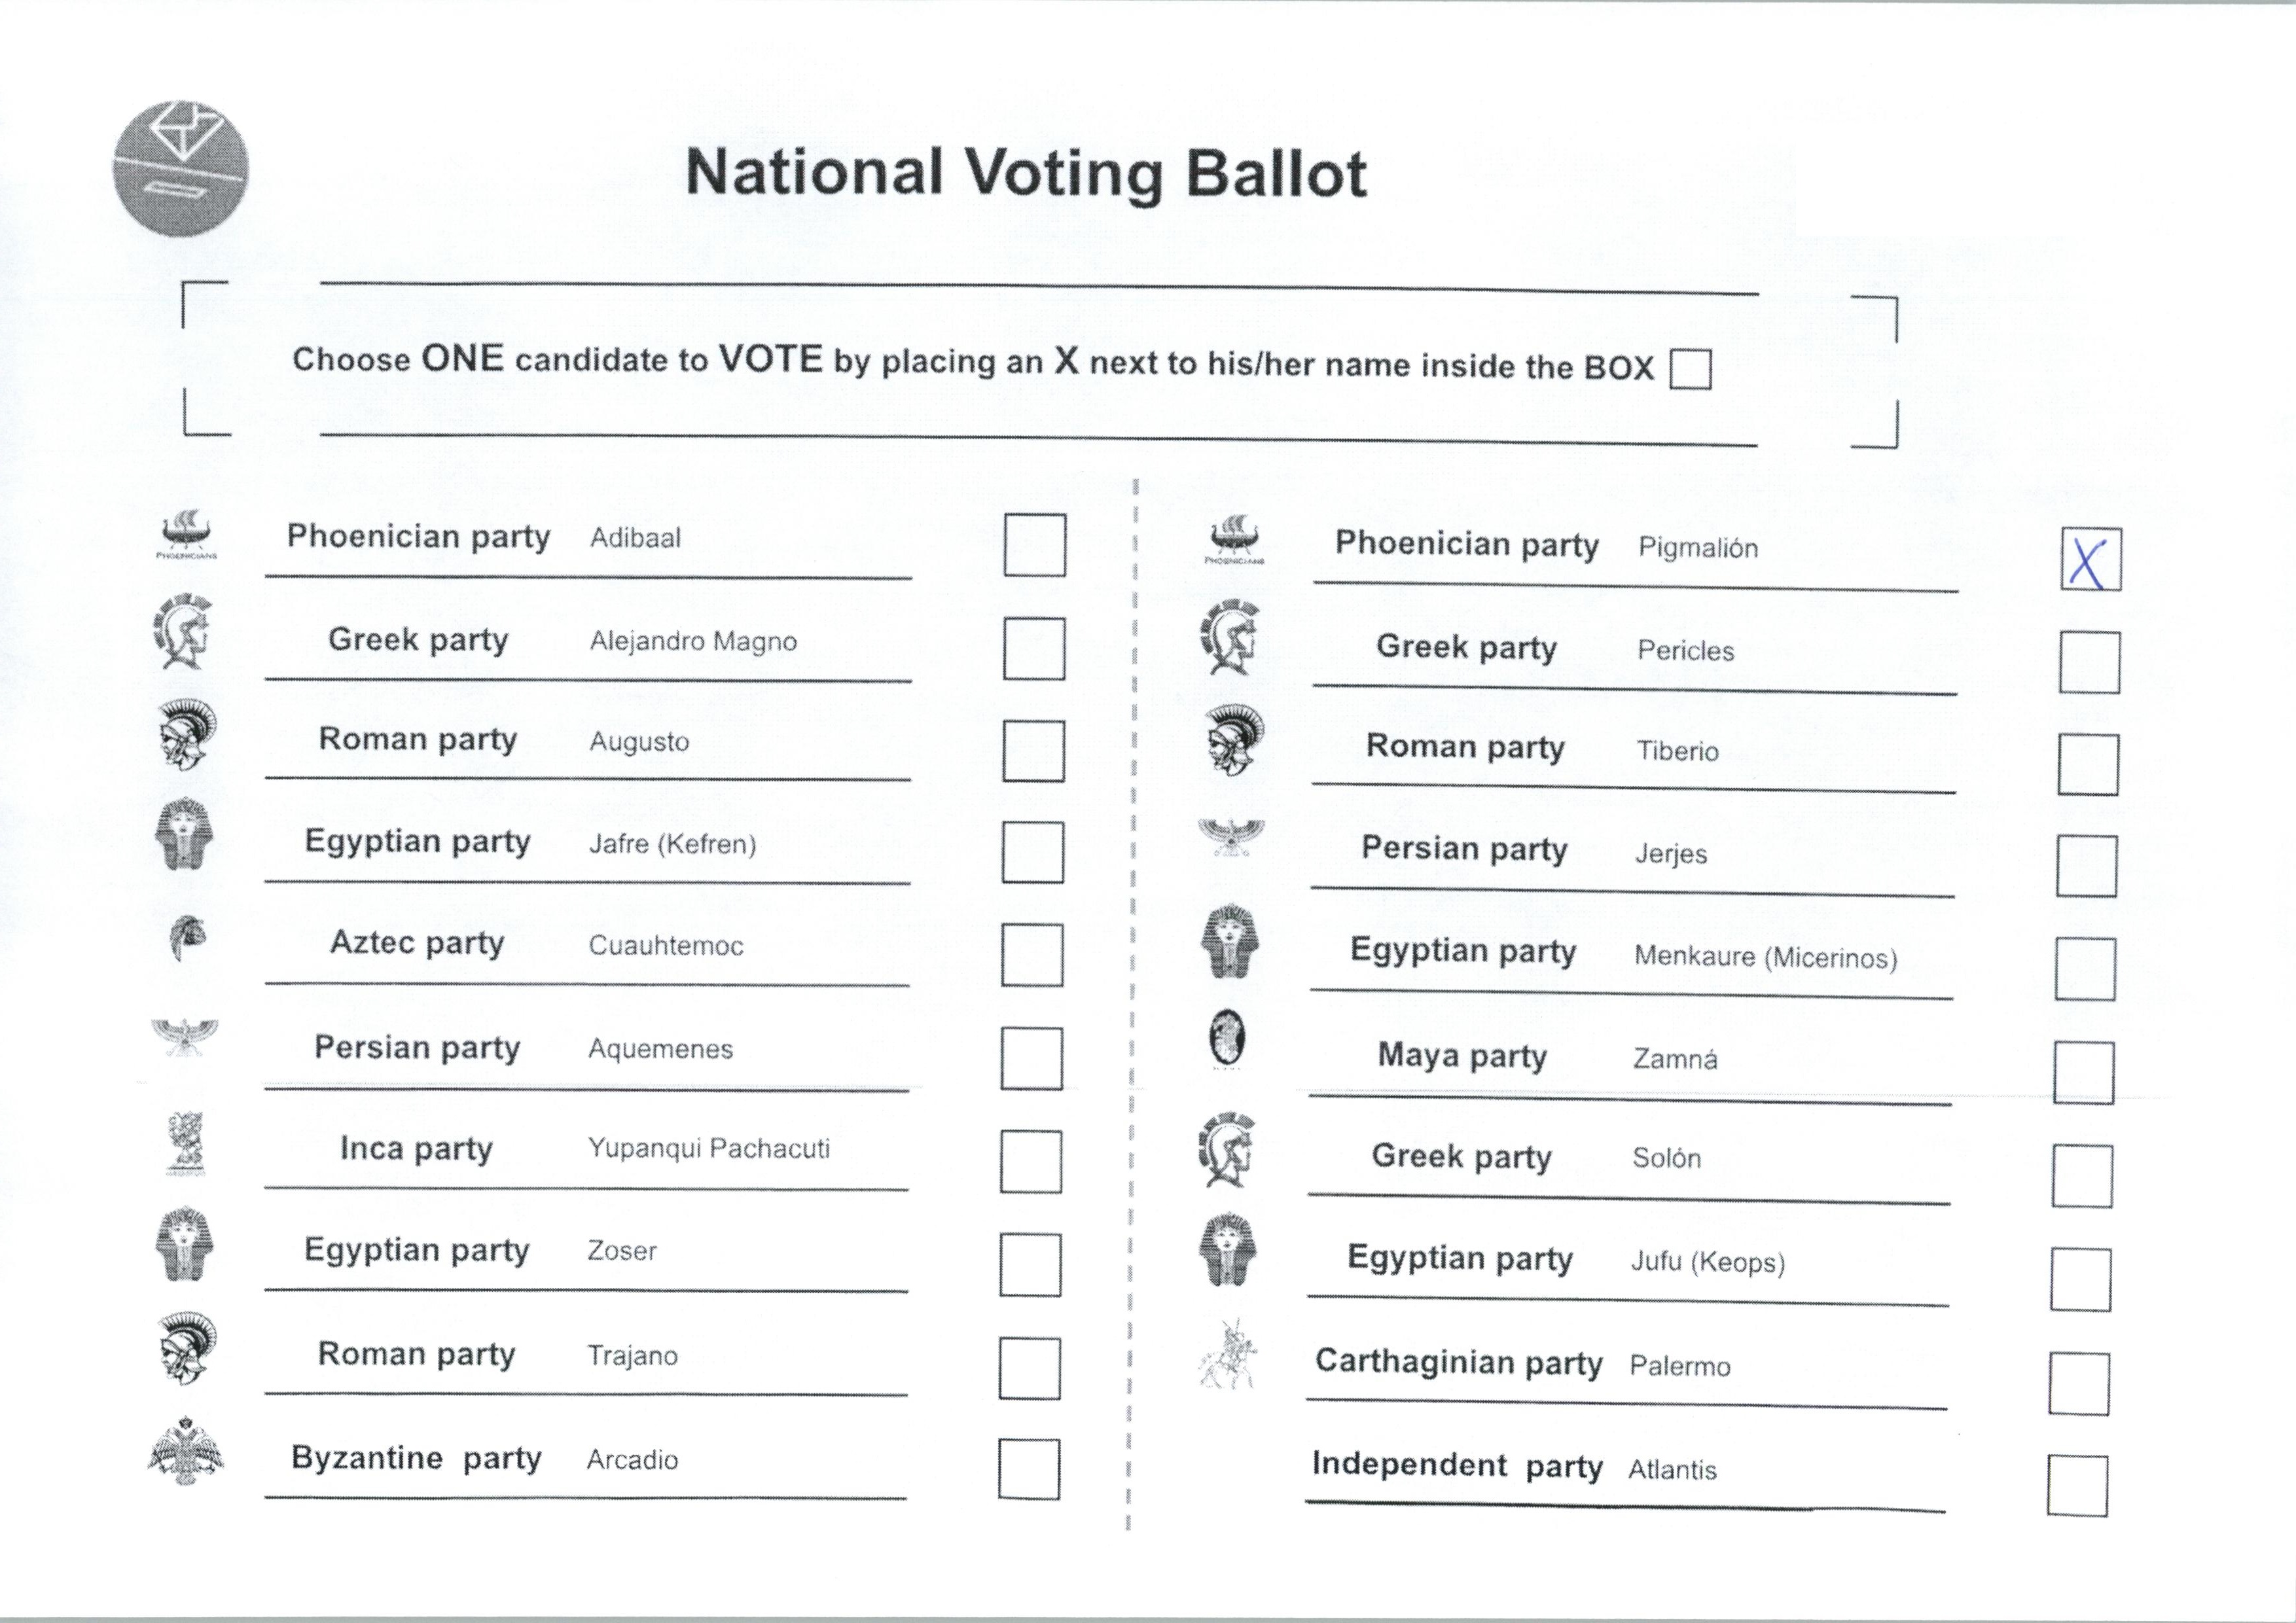 National Voting Ballot
Choose ONE candidate to VOTE by placing an X next to his/her name inside the BOX
PHOENICIANS Phoenician party Adibaal
Greek party Alejandro Magno
Roman party Augusto
Egyptian party Jafre (Kefren)
Aztec party Cuauhtemoc
Persian party Aquemenes
Inca party Yupanqui Pachacuti
Egyptian party Zoser
Roman party Trajano
Byzantine party Arcadio
PHOENICIANS Phoenician party Pigmalión X
Greek party Pericles
Roman party Tiberio
Persian party Jerjes
Egyptian party Menkaure (Micerinos)
Maya party Zamná
Greek party Solón
Egyptian party Jufu (Keops)
Carthaginian party Palermo
Independent party Atlantis